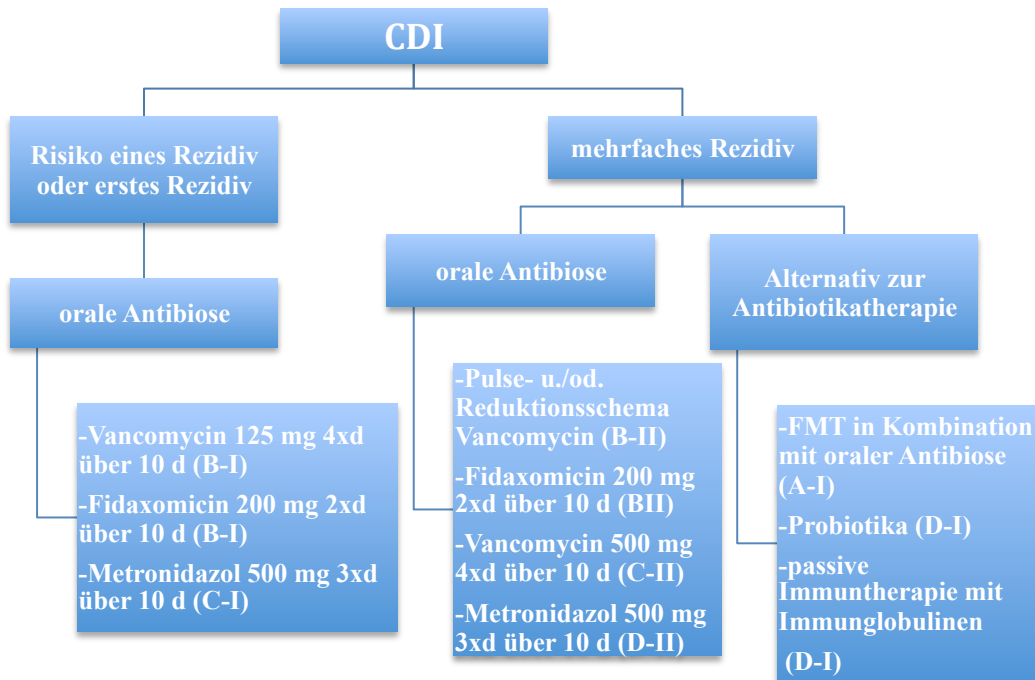 CDI
Risiko eines Rezidiv
oder erstes Rezidiv
orale Antibiose
-Vancomycin 125 mg 4xd
über 10 d (B-I)
-Fidaxomicin 200 mg 2xd
über 10 d (B-I)
-Metronidazol 500 mg 3xd
über 10 d (C-I)
mehrfaches Rezidiv
orale Antibiose
-Pulse- u./od.
Reduktionsschema
Vancomycin (B-II)
-Fidaxomicin 200 mg
2xd über 10 d (BII)
-Vancomycin 500 mg
4xd über 10 d (C-II)
-Metronidazol 500 mg
3xd über 10 d (D-II)
Alternativ zur
Antibiotikatherapie
-FMT in Kombination
mit oraler Antibiose
(A-I)
-Probiotika (D-I)
-passive
Immuntherapie mit
Immunglobulinen
(D-I)